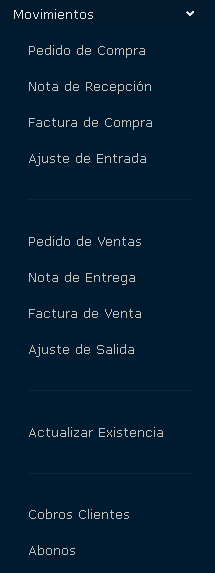 Movimientos
Pedido de Compra
Nota de Recepción
Factura de Compra
Ajuste de Entrada
Pedido de Ventas
Nota de Entrega
Factura de Venta
Ajuste de Salida
Actualizar Existencia
Cobros Clientes
Abonos